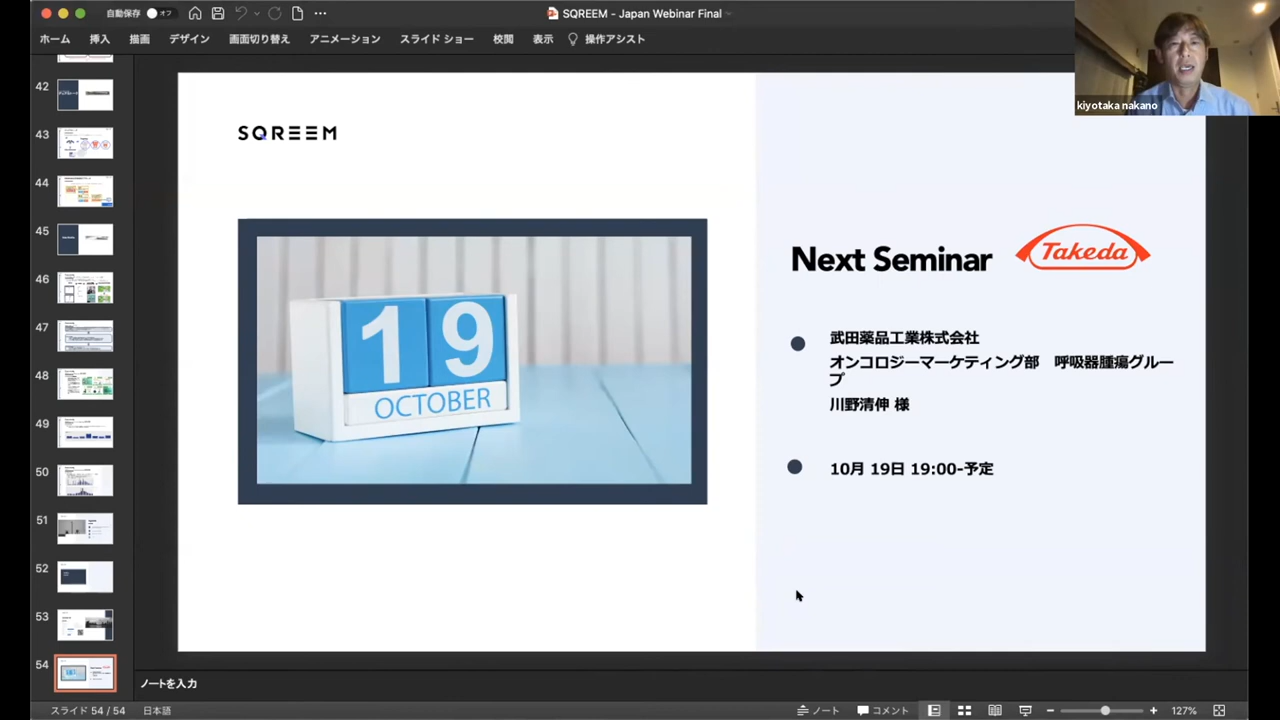 自動保存 オフ
SQREEM – Japan Webinar Final
ホーム 挿入 描画 デザイン 画面切り替え アニメーション スライド ショー 校閲 表示 操作アシスト
kiyotaka nakano
42
43
44
45
46
47
48
49
50
51
52
53
54
SQREEM
19
OCTOBER
Next Seminar
Takeda
武田薬品工業株式会社
オンコロジーマーケティング部 呼吸器腫瘍グルー
プ
川野清伸 様
10月 19日 19:00-予定
ノートを入力
スライド 54 / 54 日本語 ノート コメント 127%